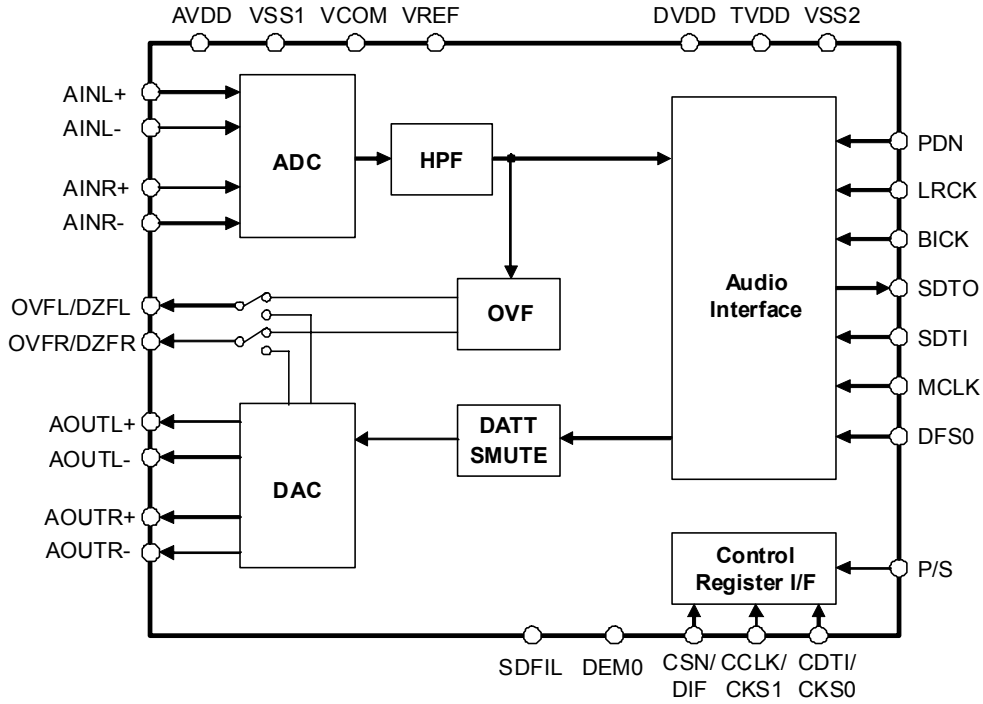 AVDD VSS1 VCOM VREF DVDD TVDD VSS2
AINL+
AINL-
AINR+
AINR-
ADC
HPF
OVFL/DZFL
OVFR/DZFR
OVF
AOUTL+
AOUTL-
AOUTR+
AOUTR-
DAC
DATT
SMUTE
Audio
Interface
PDN
LRCK
BICK
SDTO
SDTI
MCLK
DFS0
Control
Register I/F
P/S
SDFIL
DEM0
CSN/
DIF
CCLK/
CKS1
CDTI/
CKS0